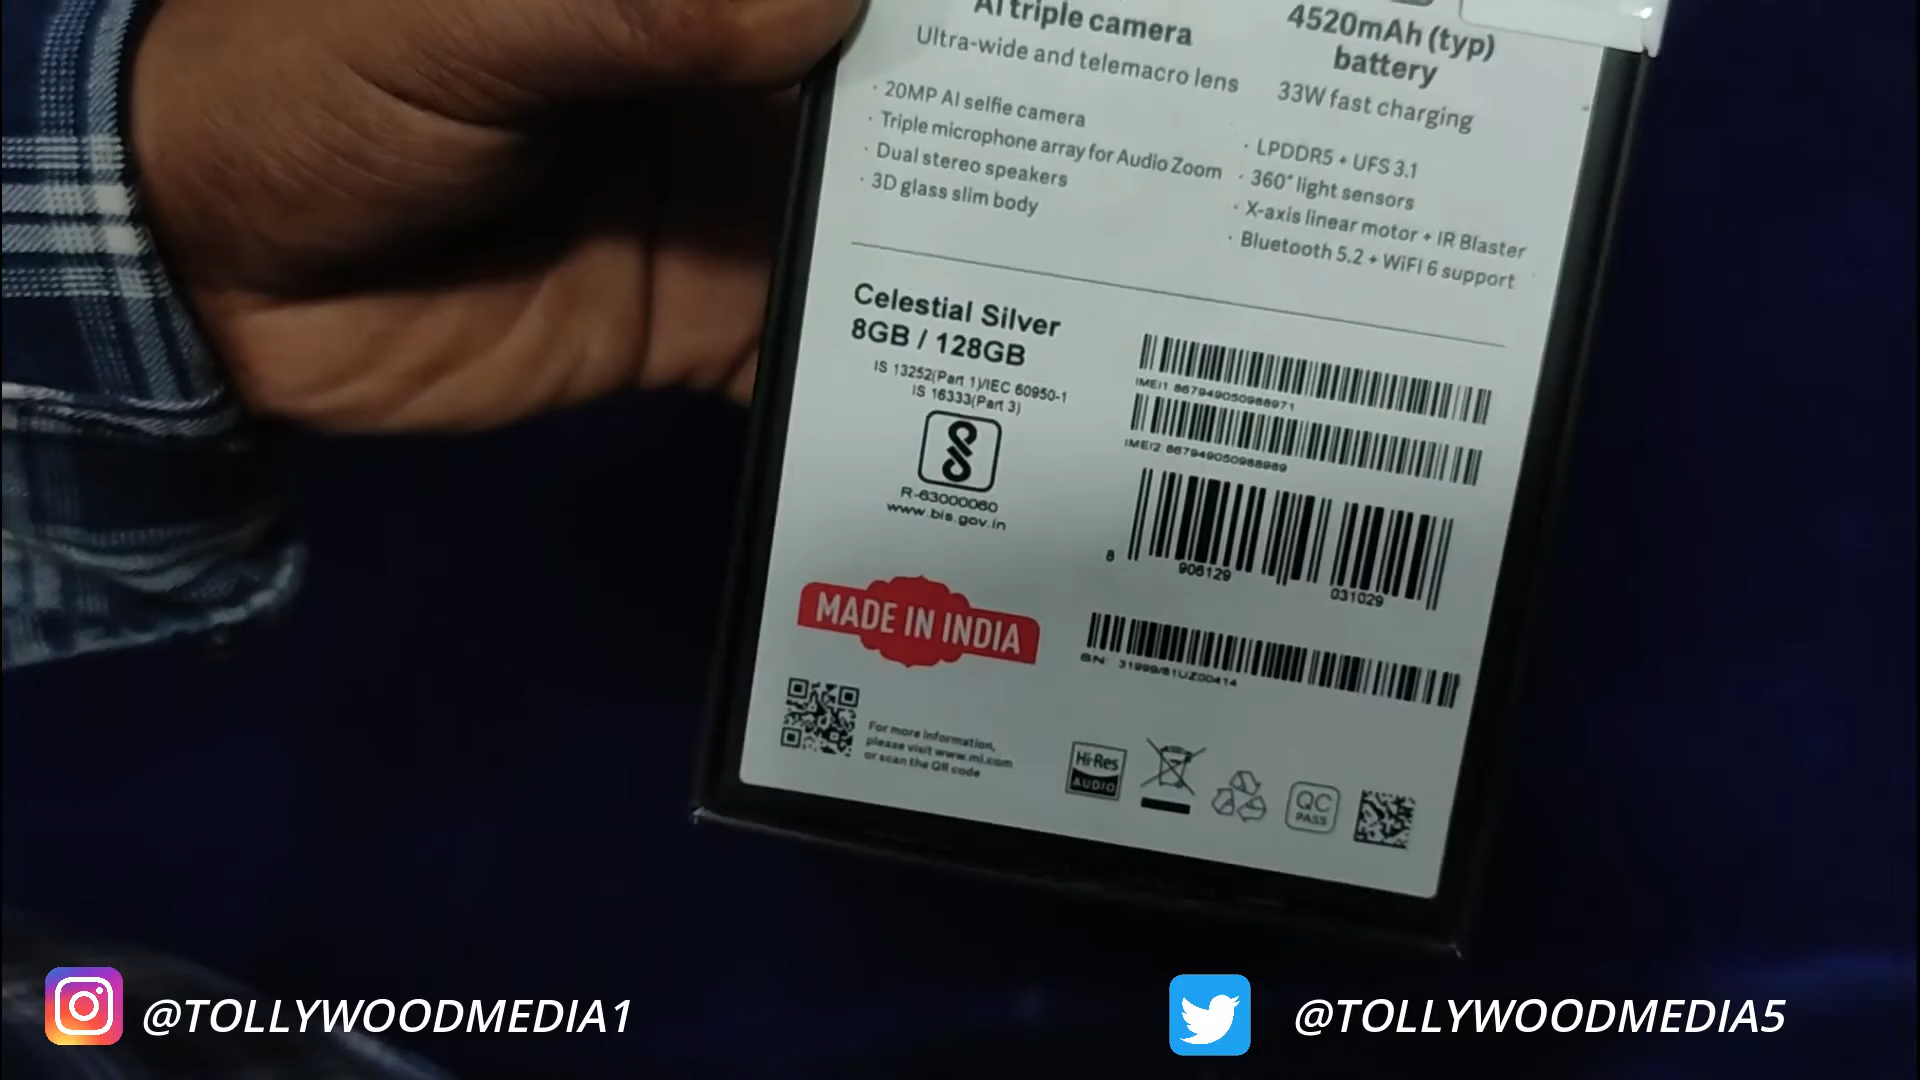 AI triple camera
Ultra-wide and telemacro lens
· 20MP AI selfie camera
· Triple microphone array for Audio Zoom
· Dual stereo speakers
· 3D glass slim body
4520mAh (typ)
battery
33W fast charging
· LPDDR5 + UFS 3.1
· 360° light sensors
· X-axis linear motor + IR Blaster
· Bluetooth 5.2 + WiFi 6 support
Celestial Silver
8GB / 128GB
IS 13252(Part 1)/IEC 60950-1
IS 16333(Part 3)
R-63000060
www.bis.gov.in
IMEI1 867949050988971
IMEI2 867949050988989
8 906129 031029
SN:
MADE IN INDIA
For more information,
please visit www.mi.com
or scan the QR code
Hi-Res
AUDIO
QC
PASS
@TOLLYWOODMEDIA1
@TOLLYWOODMEDIA5